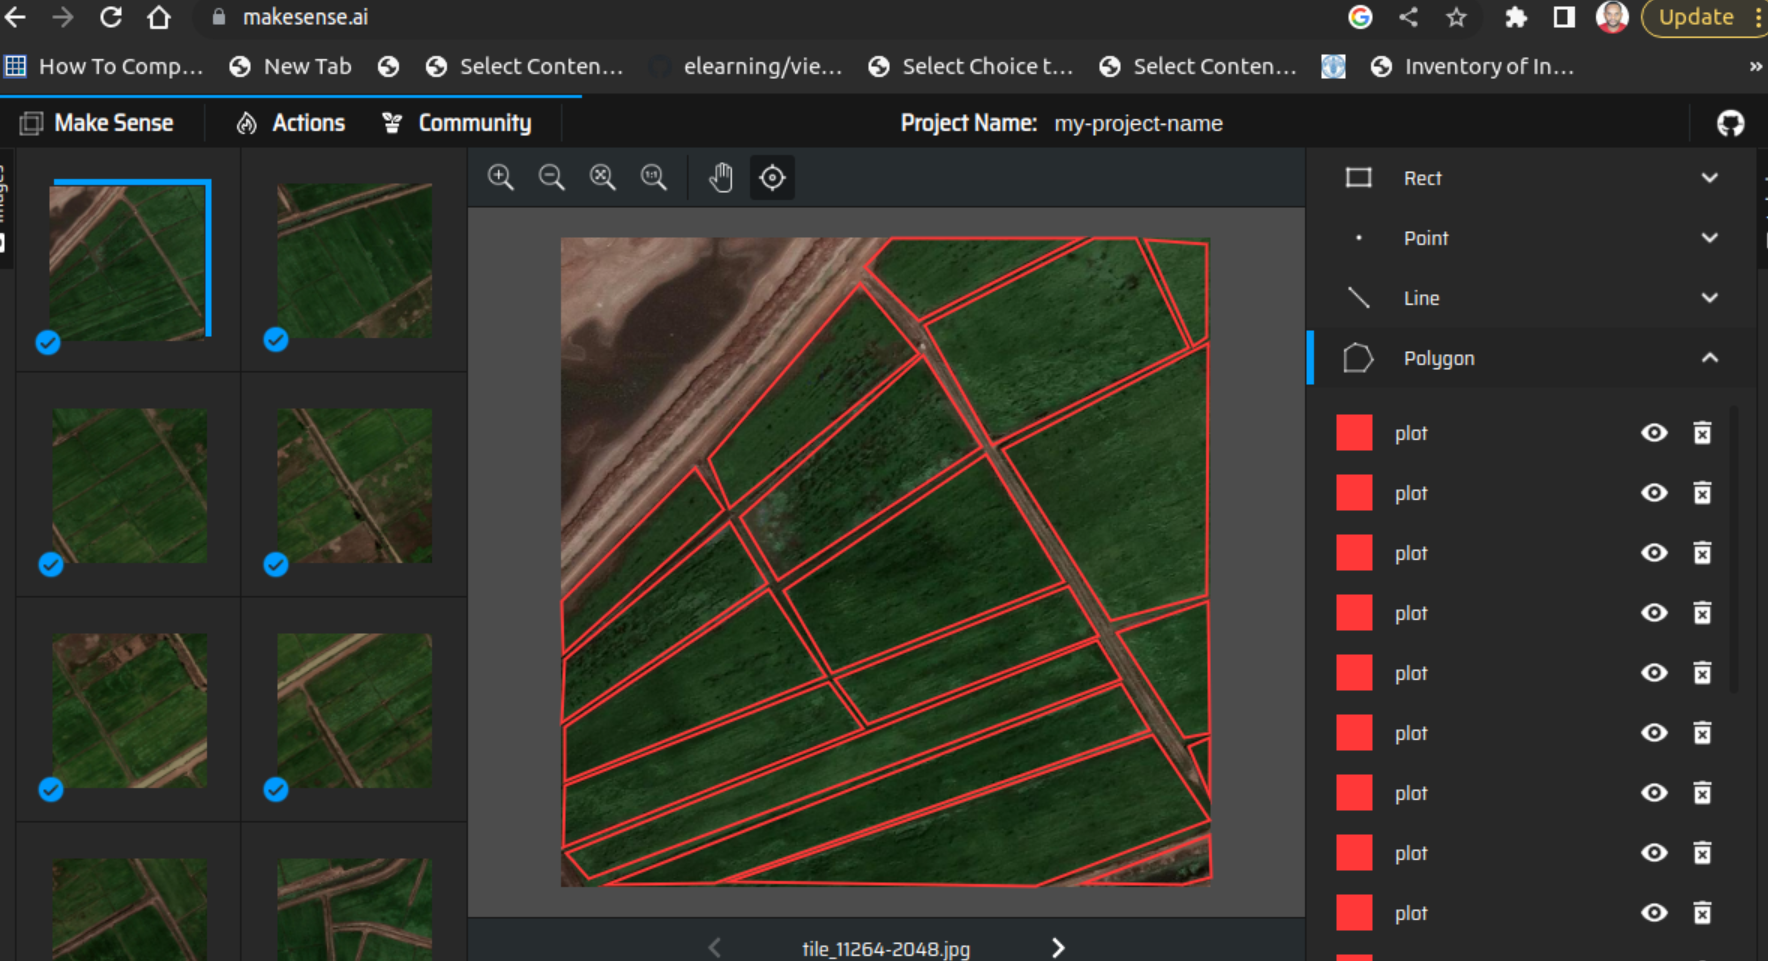 makesense.ai
Update
How To Comp...
New Tab
Select Conten...
elearning/vie...
Select Choice t...
Select Conten...
Inventory of In...
»
Make Sense
Actions
Community
Project Name: my-project-name
1:1
Rect
Point
Line
Polygon
plot
plot
plot
plot
plot
plot
plot
plot
plot
tile_11264-2048.jpg